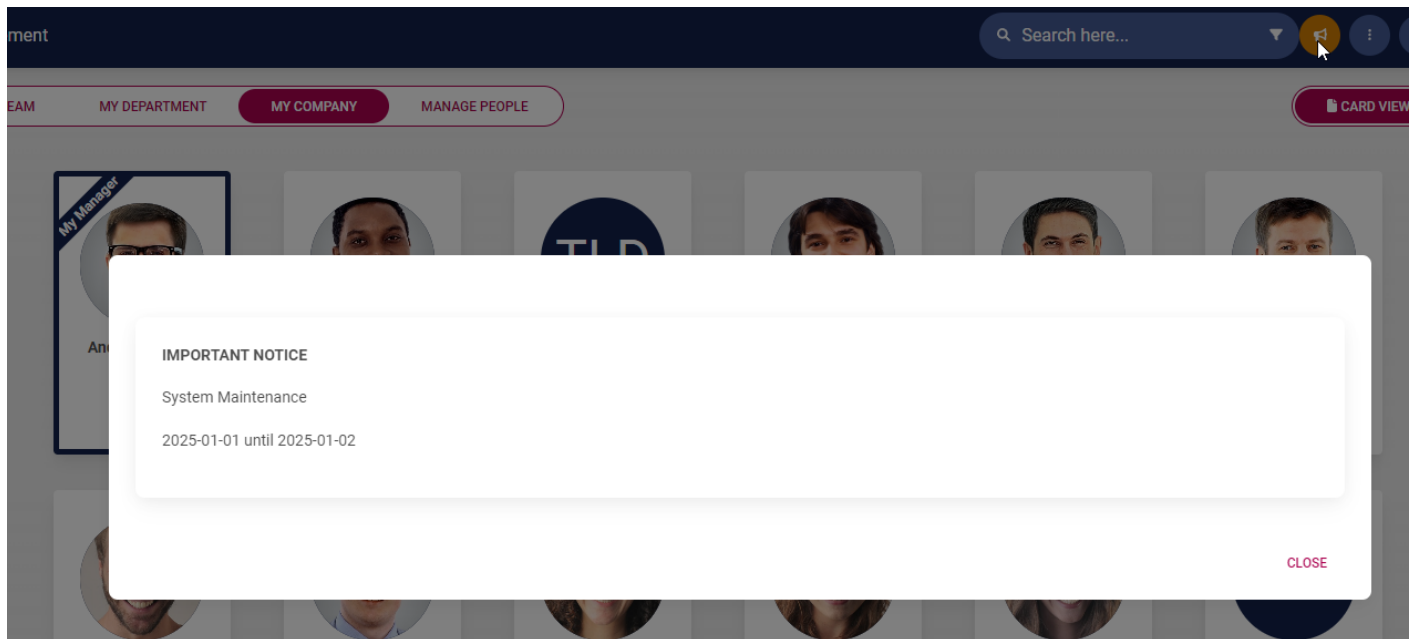 ment
Search here...
EAM
MY DEPARTMENT
MY COMPANY
MANAGE PEOPLE
CARD VIEW
My Manager
TLD
An
IMPORTANT NOTICE
System Maintenance
2025-01-01 until 2025-01-02
CLOSE